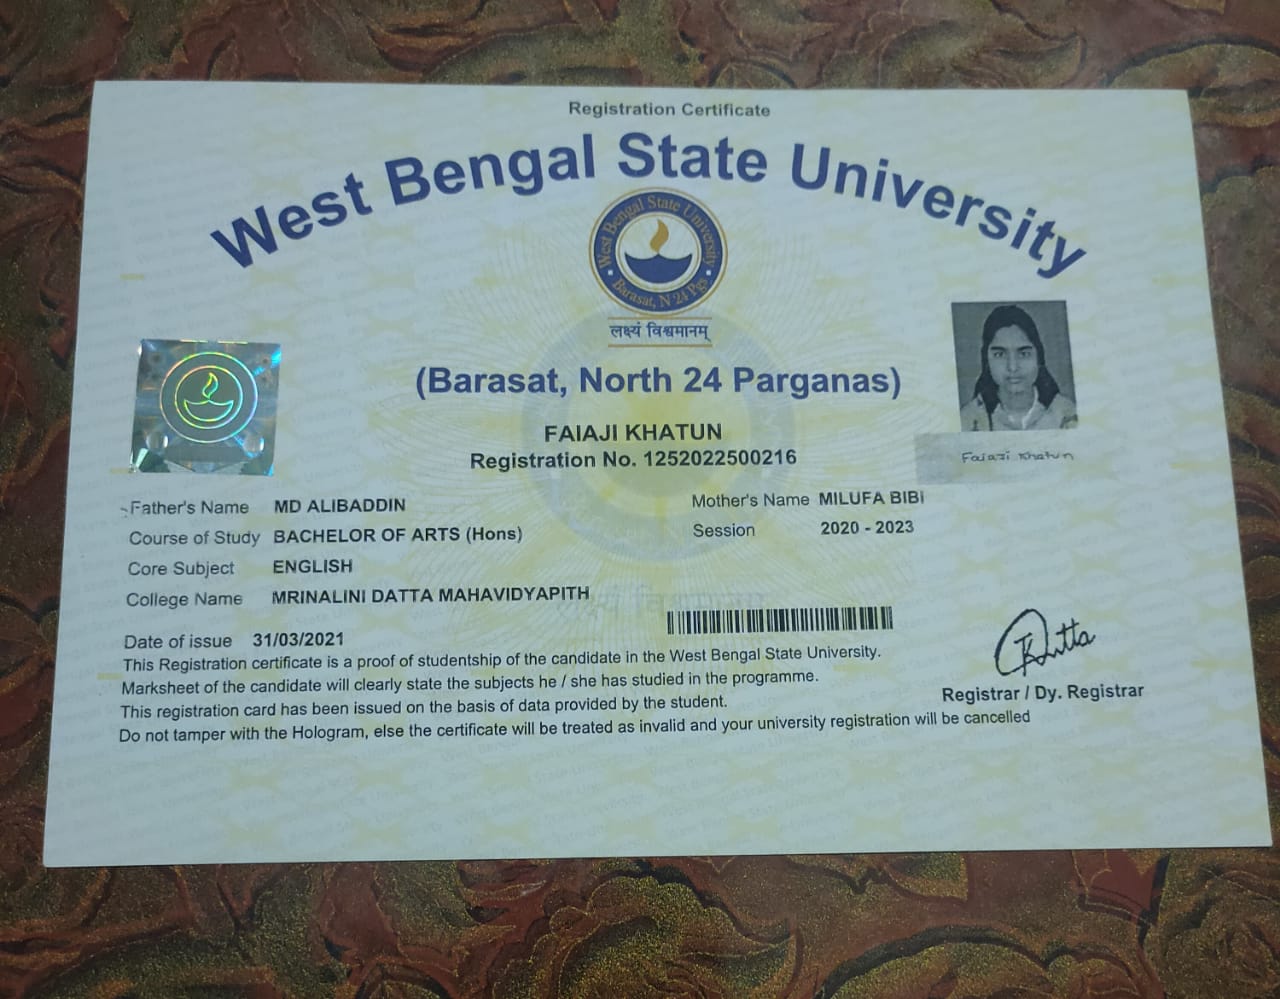 Registration Certificate
West Bengal State University
West Bengal State University
Barasat, N 24 Pgs
लक्ष्यं विश्वमानम्
(Barasat, North 24 Parganas)
FAIAJI KHATUN
Registration No. 1252022500216
Faiazi Khatun
Father's Name MD ALIBADDIN
Mother's Name MILUFA BIBI
Course of Study BACHELOR OF ARTS (Hons)
Session 2020 - 2023
Core Subject ENGLISH
College Name MRINALINI DATTA MAHAVIDYAPITH
Date of issue 31/03/2021
This Registration certificate is a proof of studentship of the candidate in the West Bengal State University.
Marksheet of the candidate will clearly state the subjects he / she has studied in the programme.
This registration card has been issued on the basis of data provided by the student.
Do not tamper with the Hologram, else the certificate will be treated as invalid and your university registration will be cancelled
Registrar / Dy. Registrar